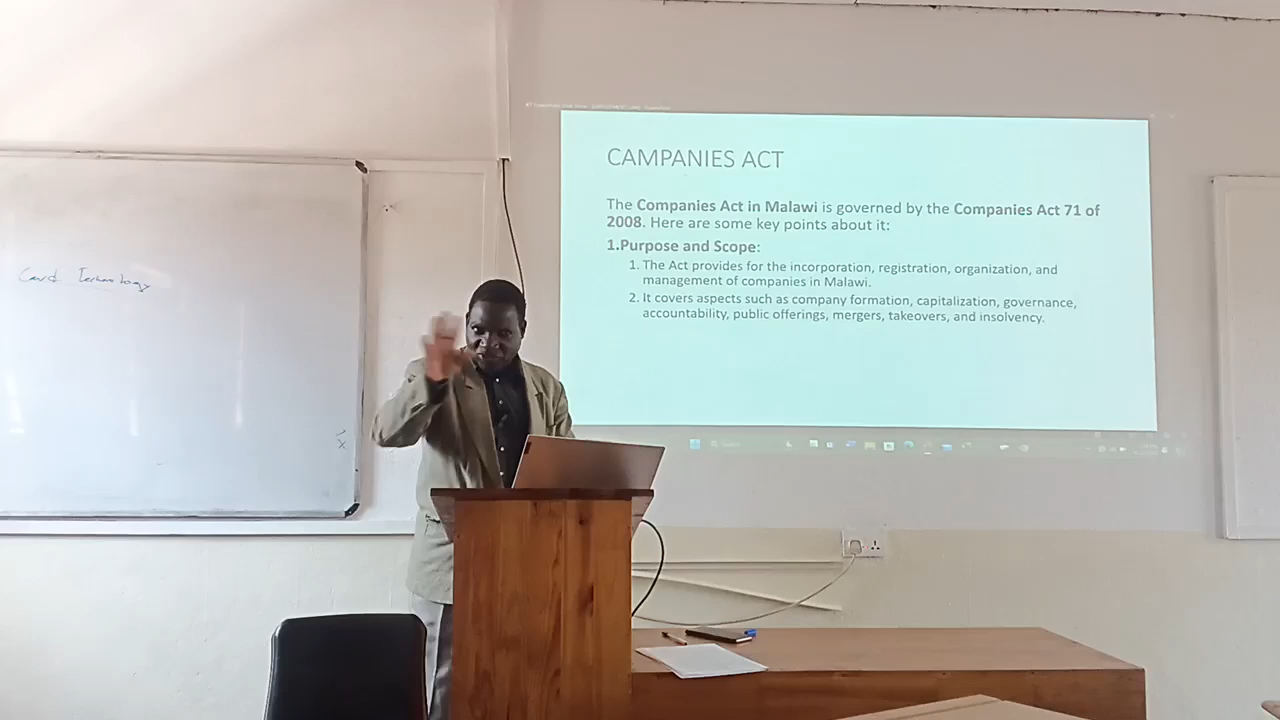 Card Technology
CAMPANIES ACT
The Companies Act in Malawi is governed by the Companies Act 71 of
2008. Here are some key points about it:
1.Purpose and Scope:
1. The Act provides for the incorporation, registration, organization, and
management of companies in Malawi.
2. It covers aspects such as company formation, capitalization, governance,
accountability, public offerings, mergers, takeovers, and insolvency.